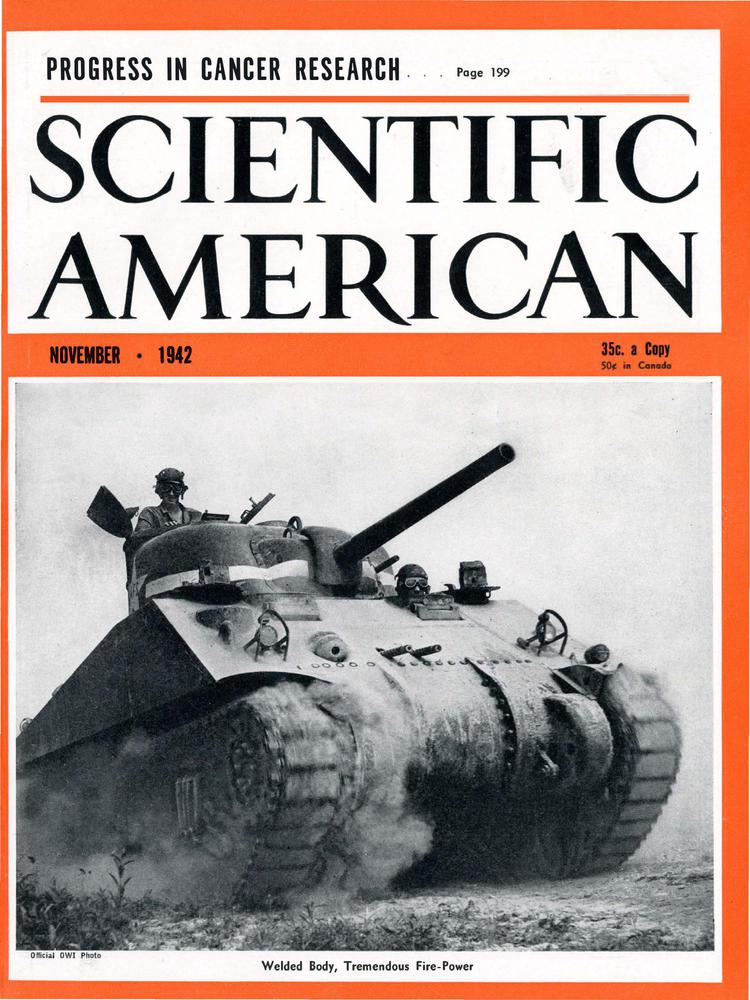 PROGRESS IN CANCER RESEARCH . . . Page 199
SCIENTIFIC
AMERICAN
NOVEMBER • 1942
35c. a Copy
50¢ in Canada
Official OWI Photo
Welded Body, Tremendous Fire-Power